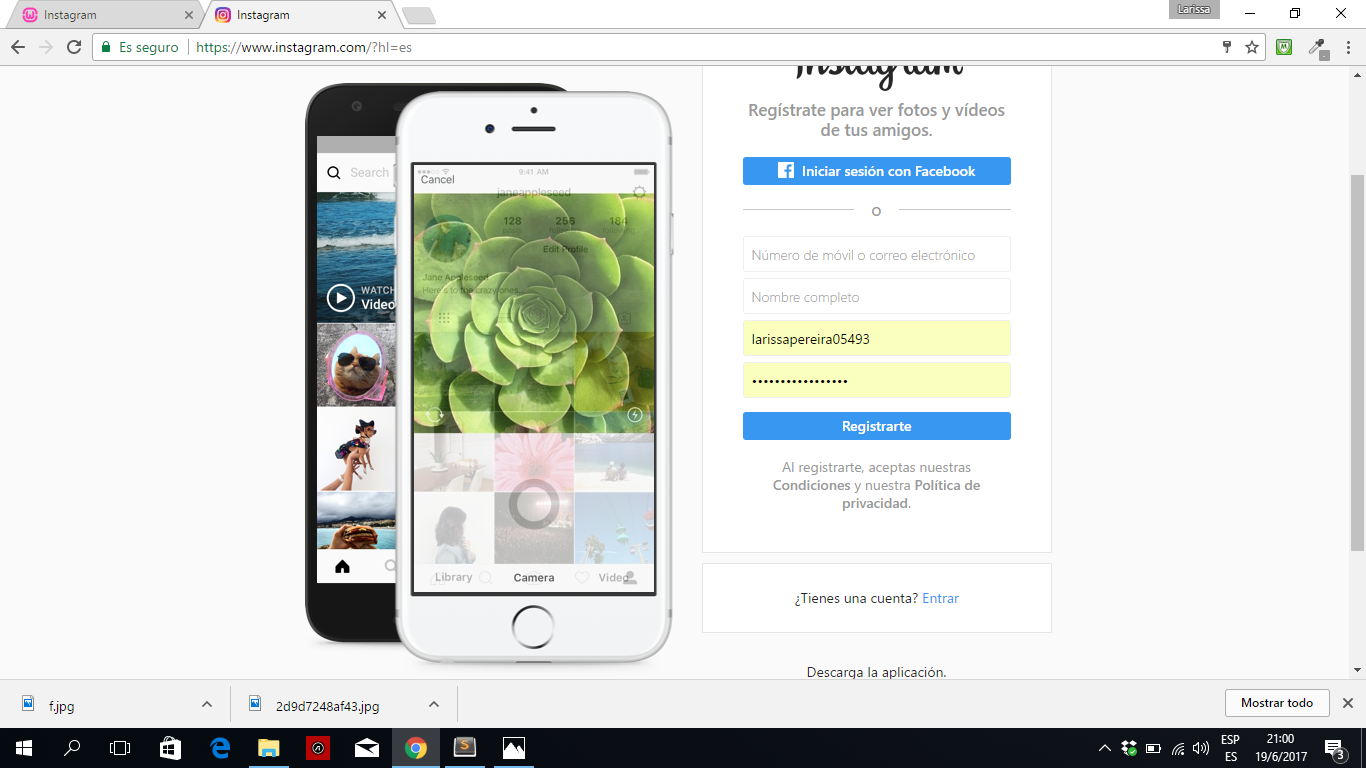 Instagram
Instagram
Larissa
Es seguro
https://www.instagram.com/?hl=es
Instagram
Regístrate para ver fotos y vídeos
de tus amigos.
Iniciar sesión con Facebook
O
Número de móvil o correo electrónico
Nombre completo
larissapereira05493
•••••••••••••••••
Registrarte
Al registrarte, aceptas nuestras
Condiciones y nuestra Política de
privacidad.
¿Tienes una cuenta? Entrar
Descarga la aplicación.
Search
WATCH
Video
9:41 AM
Cancel
janeappleseed
128 256 184
Edit Profile
Jane Appleseed
Here's to the crazy ones...
Library Camera Video
f.jpg
2d9d7248af43.jpg
Mostrar todo
ESP
ES
21:00
19/6/2017
3